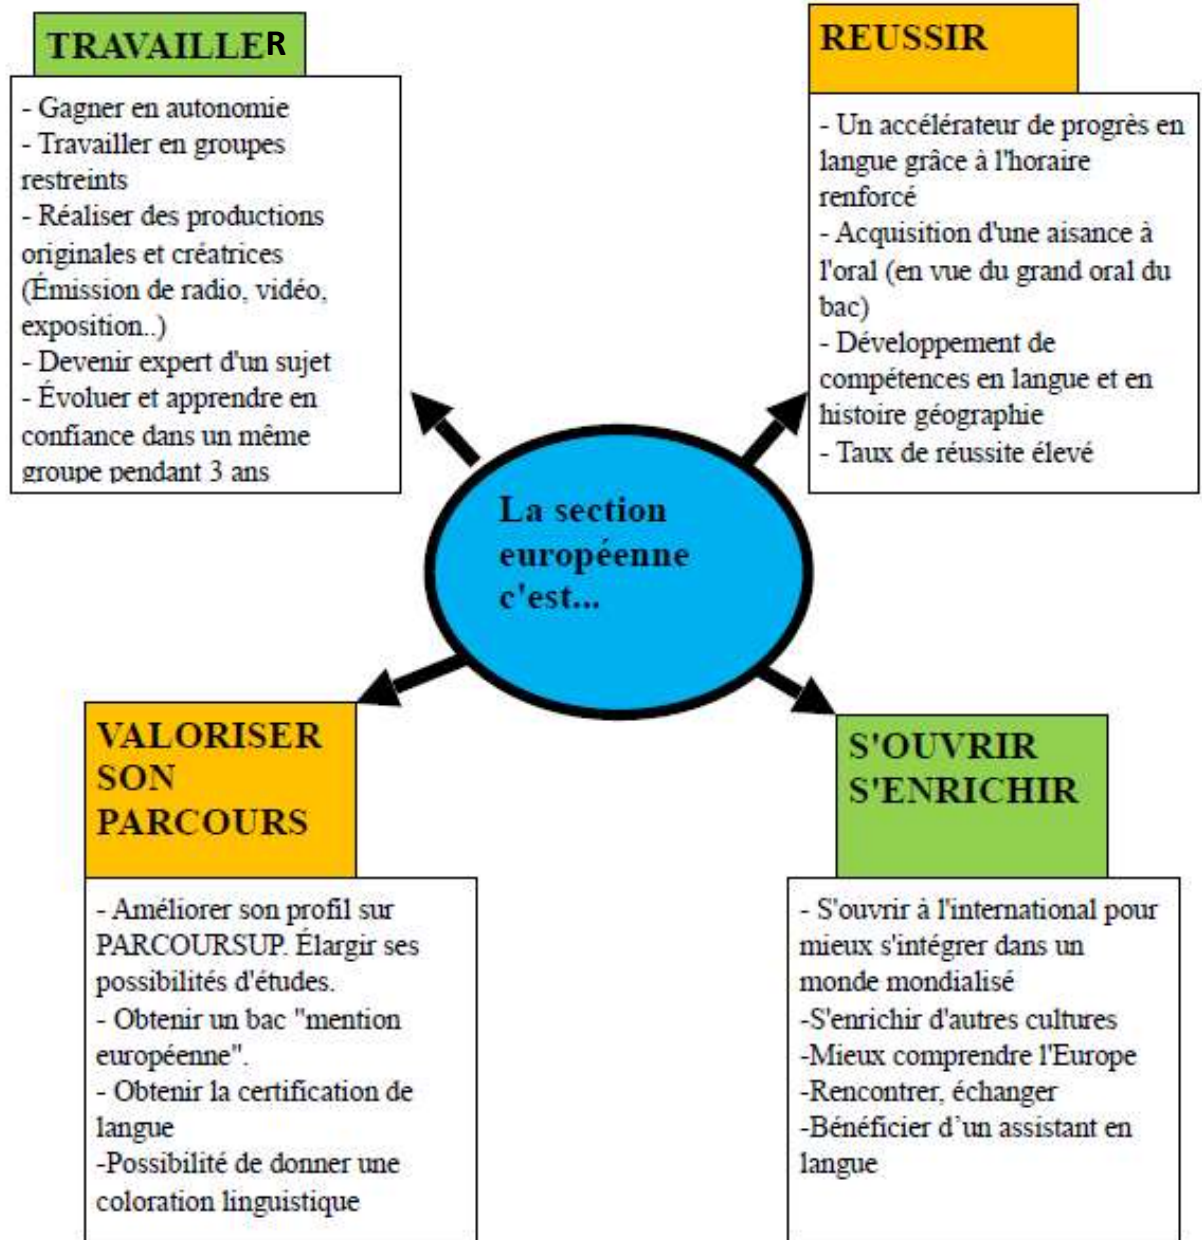 TRAVAILLER
- Gagner en autonomie
- Travailler en groupes
restreints
- Réaliser des productions
originales et créatrices
(Émission de radio, vidéo,
exposition..)
- Devenir expert d'un sujet
- Évoluer et apprendre en
confiance dans un même
groupe pendant 3 ans
REUSSIR
- Un accélérateur de progrès en
langue grâce à l'horaire
renforcé
- Acquisition d'une aisance à
l'oral (en vue du grand oral du
bac)
- Développement de
compétences en langue et en
histoire géographie
- Taux de réussite élevé
La section
européenne
c'est...
VALORISER
SON
PARCOURS
- Améliorer son profil sur
PARCOURSUP. Élargir ses
possibilités d'études.
- Obtenir un bac "mention
européenne".
- Obtenir la certification de
langue
-Possibilité de donner une
coloration linguistique
S'OUVRIR
S'ENRICHIR
- S'ouvrir à l'international pour
mieux s'intégrer dans un
monde mondialisé
-S'enrichir d'autres cultures
-Mieux comprendre l'Europe
-Rencontrer, échanger
-Bénéficier d’un assistant en
langue